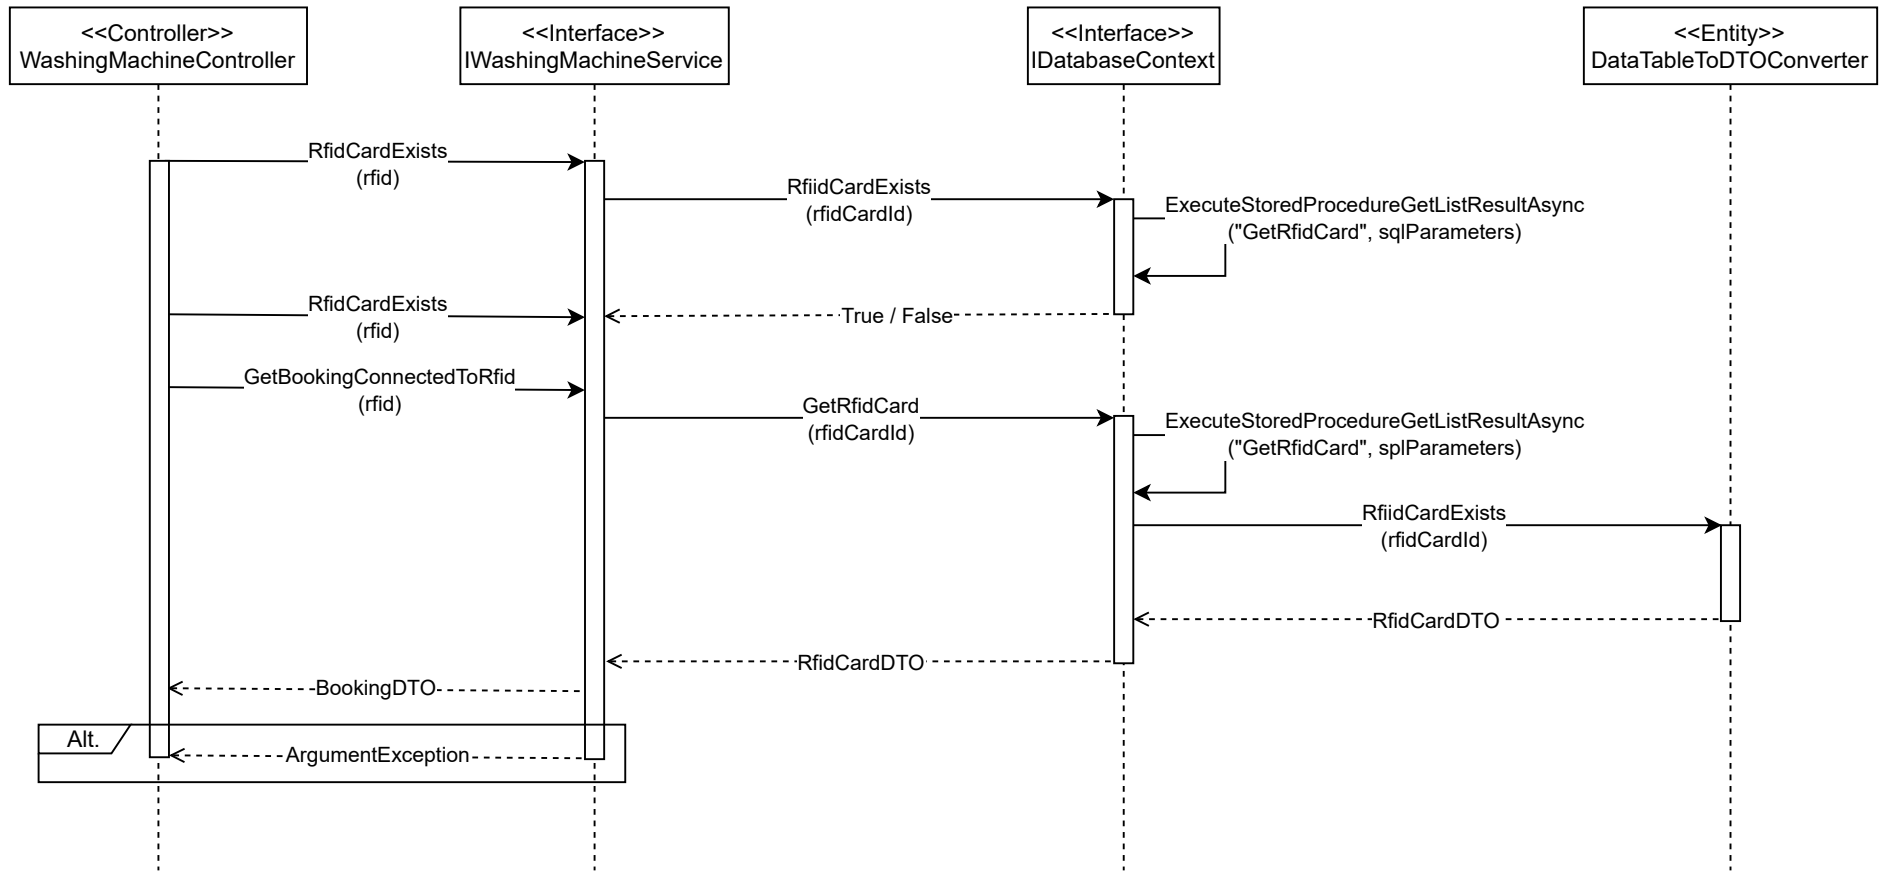 <<Controller>>
WashingMachineController
<<Interface>>
IWashingMachineService
<<Interface>>
IDatabaseContext
<<Entity>>
DataTableToDTOConverter
RfidCardExists
(rfid)
RfiidCardExists
(rfidCardId)
ExecuteStoredProcedureGetListResultAsync
("GetRfidCard", sqlParameters)
RfidCardExists
(rfid)
True / False
GetBookingConnectedToRfid
(rfid)
GetRfidCard
(rfidCardId)
ExecuteStoredProcedureGetListResultAsync
("GetRfidCard", splParameters)
RfiidCardExists
(rfidCardId)
RfidCardDTO
RfidCardDTO
BookingDTO
Alt.
ArgumentException